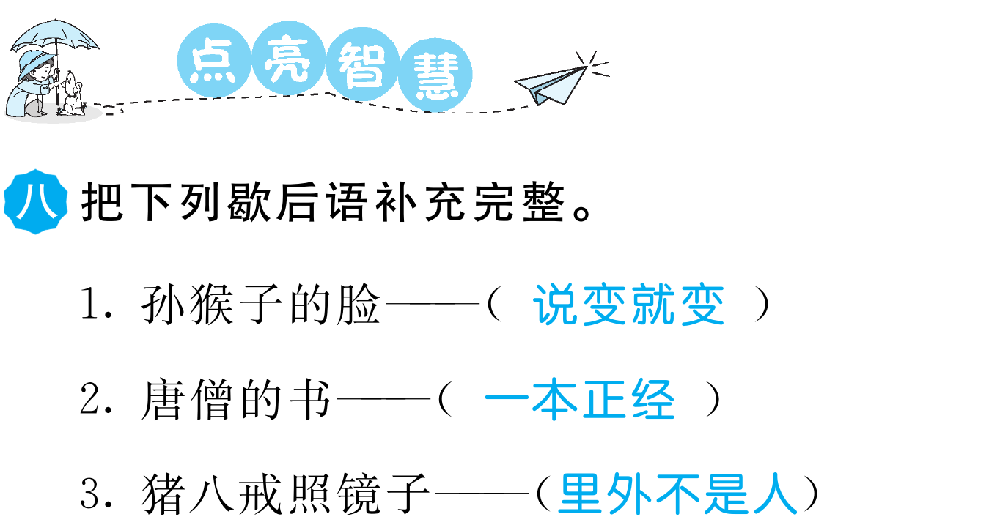 点亮智慧
八 把下列歇后语补充完整。
1. 孙猴子的脸——( 说变就变 )
2. 唐僧的书——( 一本正经 )
3. 猪八戒照镜子——(里外不是人)